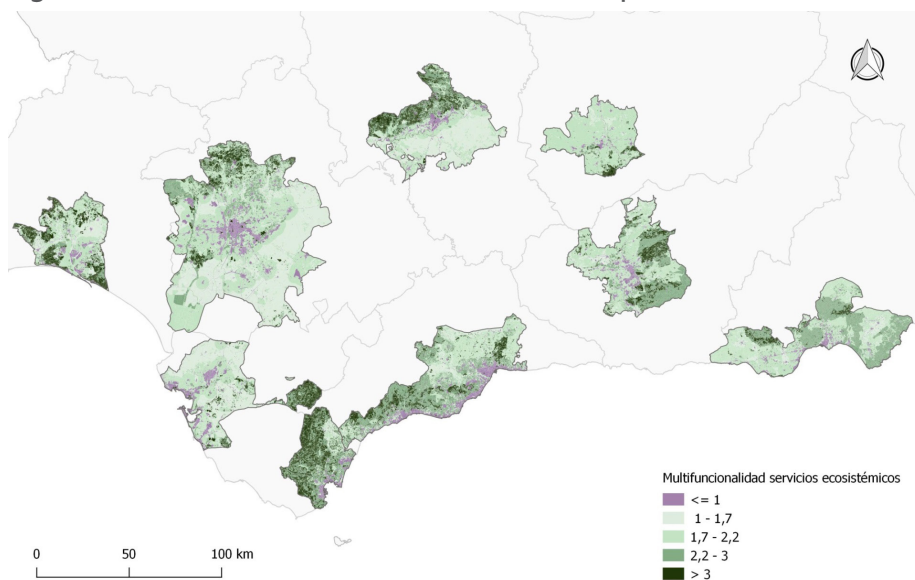 Multifuncionalidad servicios ecosistémicos
<= 1
1 - 1,7
1,7 - 2,2
2,2 - 3
> 3
0 50 100 km